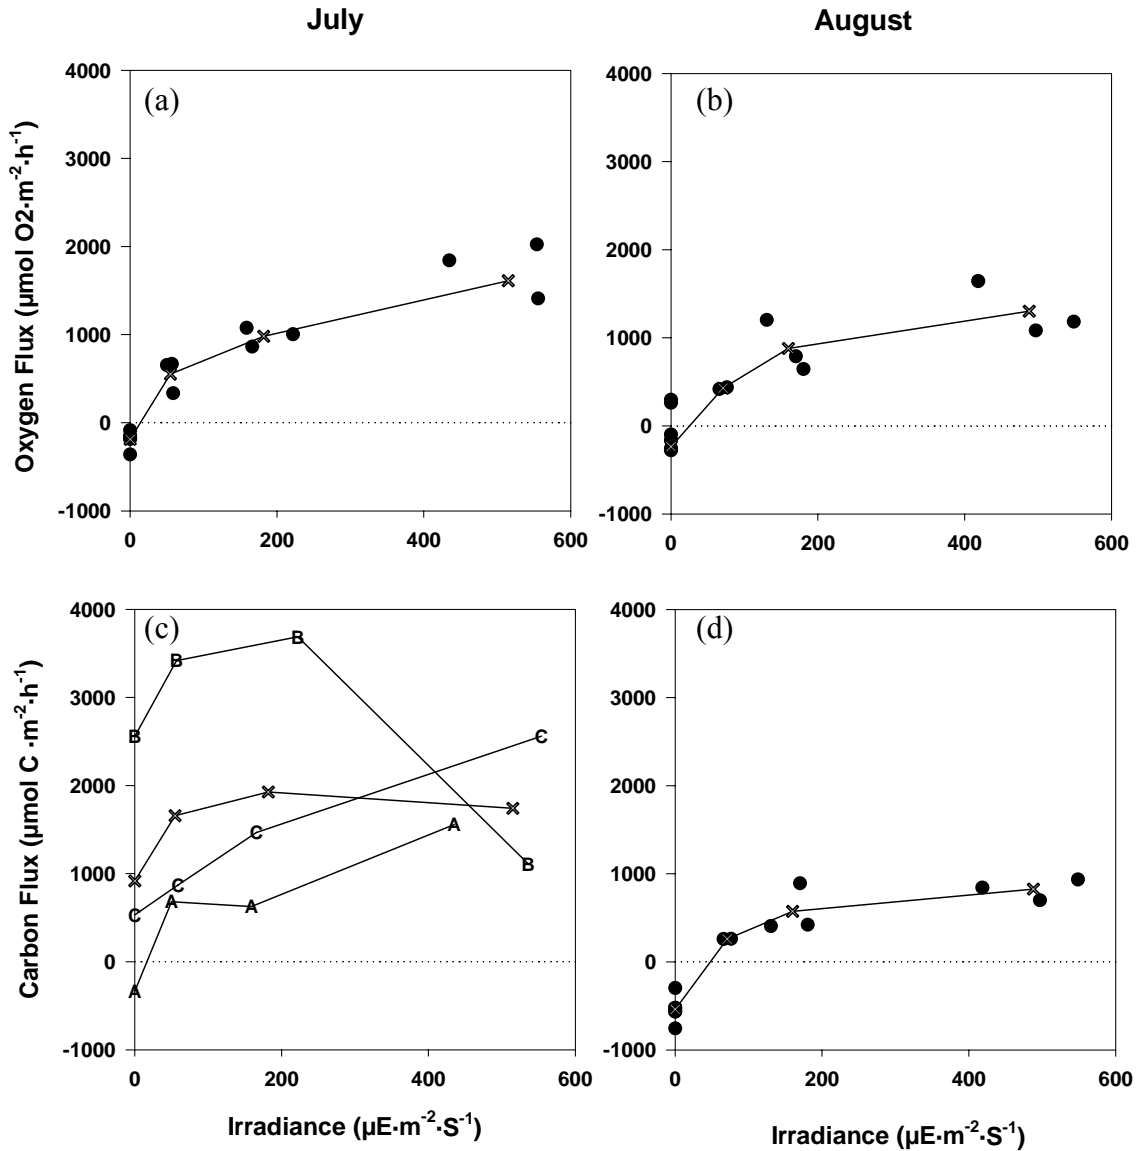 July
August
(a)
(b)
4000
3000
2000
1000
0
-1000
0
200
400
600
Oxygen Flux (µmol O2·m-2·h-1)
4000
3000
2000
1000
0
-1000
0
200
400
600
(c)
(d)
4000
3000
2000
1000
0
-1000
0
200
400
600
Carbon Flux (µmol C ·m-2·h-1)
B
B
B
B
C
C
C
C
A
A
A
A
4000
3000
2000
1000
0
-1000
0
200
400
600
Irradiance (µE·m-2·S-1)
Irradiance (µE·m-2·S-1)